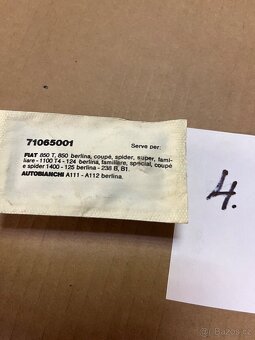 71065001
Serve per:
FIAT 850 T, 850 berlina, coupé, spider, super, fami-
liare - 1100 T4 - 124 berlina, familiare, special, coupé
e spider 1400 - 125 berlina - 238 B, B1.
AUTOBIANCHI A111 - A112 berlina.
4.